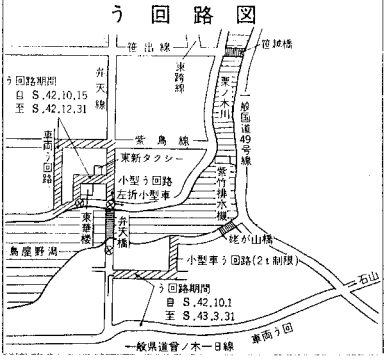 う回路図
笹出線
笹越橋
弁天線
東跨線
栗ノ木川
一般国道49号線
う回路期間
自 S.42.10.15
至 S.42.12.31
紫鳥線
車両う回路
東新タクシー
小型う回路
左折小型車
紫竹排水機
東華楼
弁天橋
姥が山橋
鳥屋野潟
小型車う回路(2t制限)
う回路期間
自 S.42.10.1
至 S.43.3.31
石山
車両う回
一般県道曽ノ木一日線